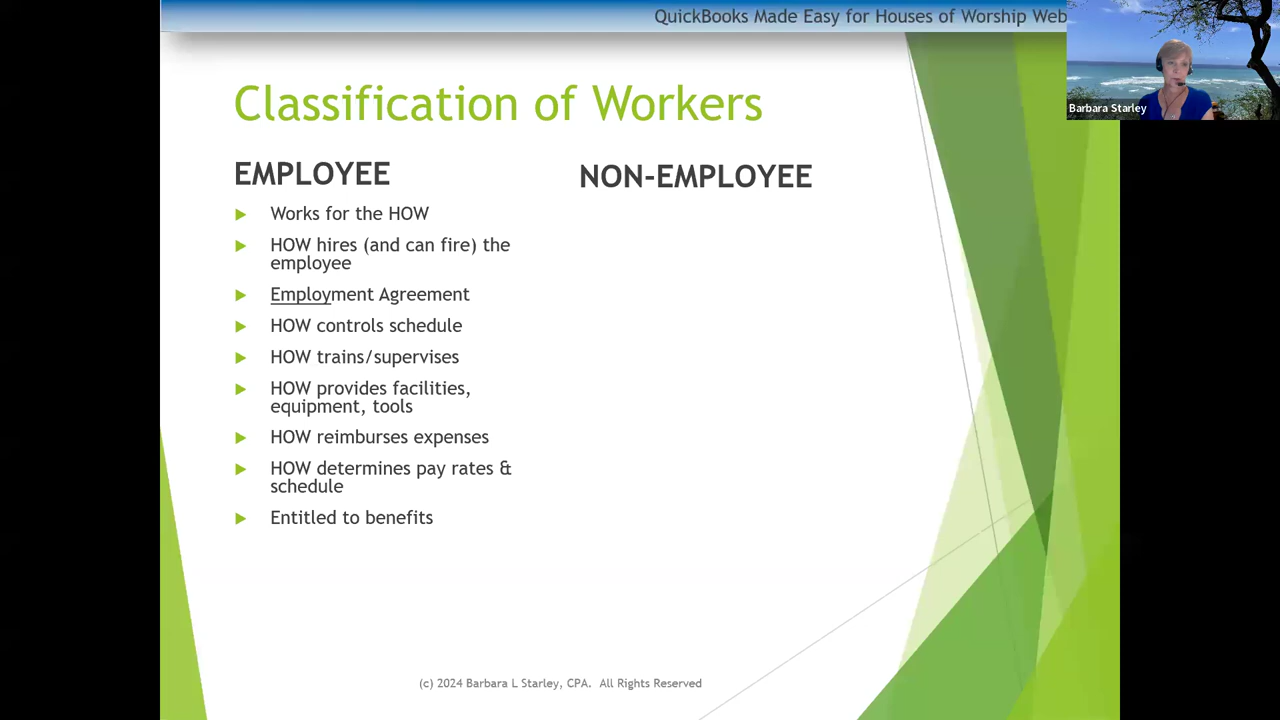 QuickBooks Made Easy for Houses of Worship Web
Barbara Starley
Classification of Workers
EMPLOYEE
Works for the HOW
HOW hires (and can fire) the
employee
Employment Agreement
HOW controls schedule
HOW trains/supervises
HOW provides facilities,
equipment, tools
HOW reimburses expenses
HOW determines pay rates &
schedule
Entitled to benefits
NON-EMPLOYEE
(c) 2024 Barbara L Starley, CPA.  All Rights Reserved